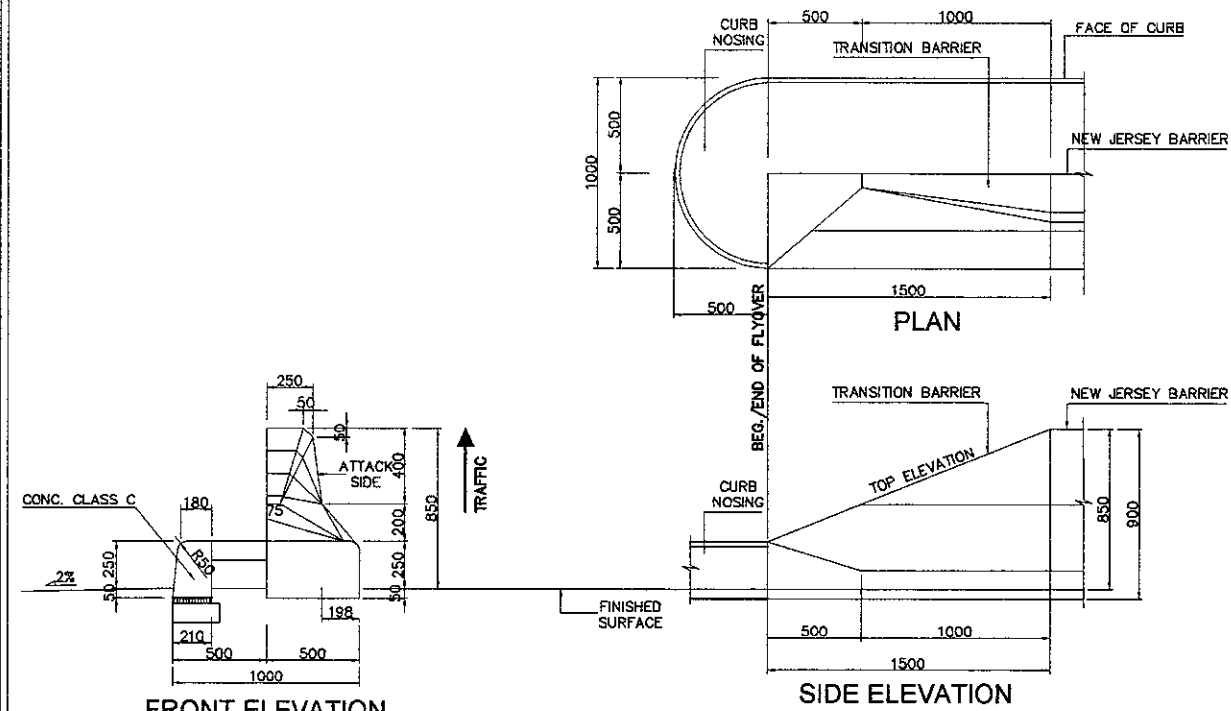 500
1000
CURB
NOSING
TRANSITION BARRIER
FACE OF CURB
500
1000
500
NEW JERSEY BARRIER
500
1500
PLAN
BEG./END OF FLYOVER
TRANSITION BARRIER
NEW JERSEY BARRIER
TOP ELEVATION
CURB
NOSING
850
900
500
1000
1500
SIDE ELEVATION
250
50
50
ATTACK
SIDE
400
850
TRAFFIC
CONC. CLASS C
180
75
200
R50
250
250
2%
50
50
198
FINISHED
SURFACE
210
500
500
1000
FRONT ELEVATION